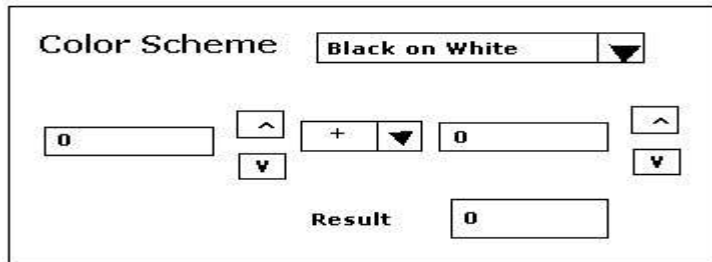 Color Scheme Black on White
0 ^ + 0 ^
v v
Result 0